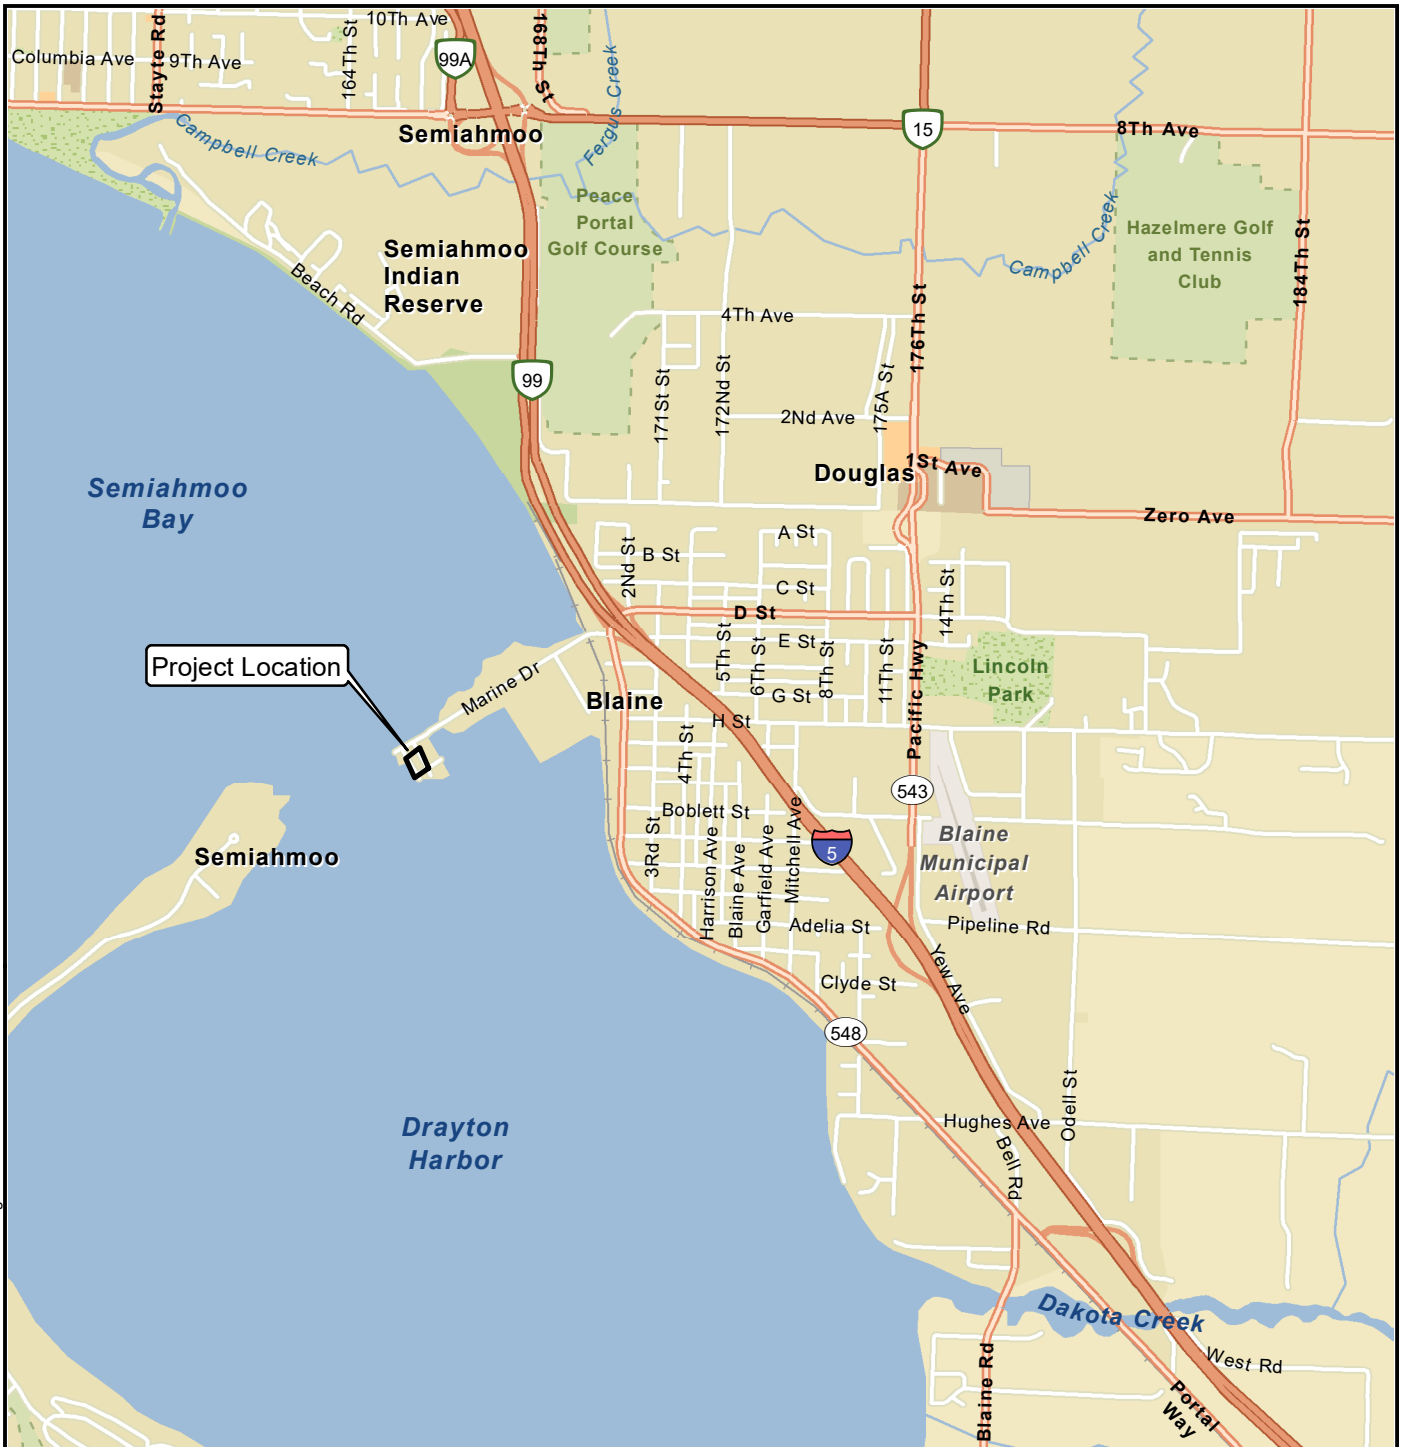 10Th Ave
168Th St
Stayte Rd
164Th St
99A
Columbia Ave
9Th Ave
Fergus Creek
15
8Th Ave
Campbell Creek
Semiahmoo
Peace
Portal
Golf Course
Campbell Creek
Hazelmere Golf
and Tennis
Club
184Th St
Semiahmoo
Indian
Reserve
Beach Rd
176Th St
4Th Ave
99
171St St
172Nd St
175A St
2Nd Ave
Douglas
1St Ave
Semiahmoo
Bay
Zero Ave
A St
2Nd St
B St
C St
14Th St
D St
5Th St
6Th St
E St
8Th St
11Th St
Pacific Hwy
Lincoln
Park
Project Location
Marine Dr
Blaine
G St
H St
4Th St
543
Boblett St
3Rd St
Harrison Ave
Blaine Ave
Garfield Ave
Mitchell Ave
5
Blaine
Municipal
Airport
Semiahmoo
Adelia St
Pipeline Rd
Yew Ave
Clyde St
548
Odell St
Drayton
Harbor
Hughes Ave
Bell Rd
Dakota Creek
Blaine Rd
West Rd
Portal
Way